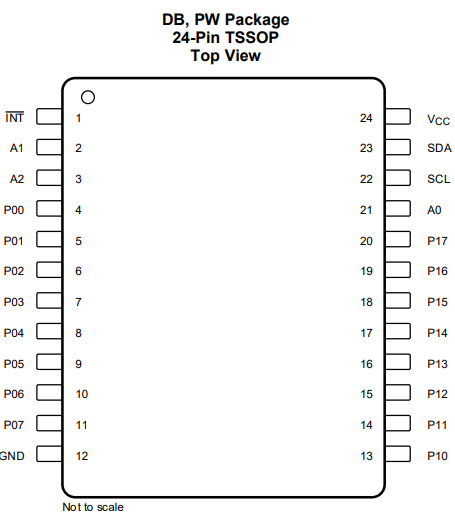 DB, PW Package
24-Pin TSSOP
Top View
INT 1 24 VCC
A1 2 23 SDA
A2 3 22 SCL
P00 4 21 A0
P01 5 20 P17
P02 6 19 P16
P03 7 18 P15
P04 8 17 P14
P05 9 16 P13
P06 10 15 P12
P07 11 14 P11
GND 12 13 P10
Not to scale